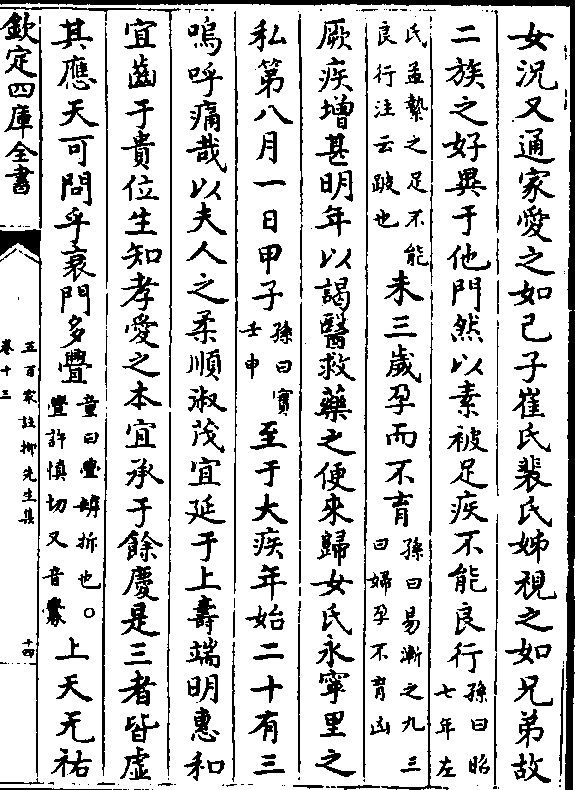 女況又通家愛之如己子崔氏裴氏姊視之如兄弟故
二族之好異于他門然以素被足疾不能良行孫曰昭七年左
氏孟縶之足不能良行注云跛也未三歲孕而不育孫曰易漸之九三曰婦孕不育凶
厥疾增甚明年以謁醫救藥之便來歸女氏永寧里之
私第八月一日甲子孫曰實壬申至于大疾年始二十有三
嗚呼痛哉以夫人之柔順淑茂宜延于上壽端明惠和
宜齒于貴位生知孝愛之本宜承于餘慶是三者皆虛
其應天可問乎衰門多舋童曰舋罅拆也○舋許慎切又音釁上天无祐
欽定四庫全書
五百家註柳先生集
卷十三
十四